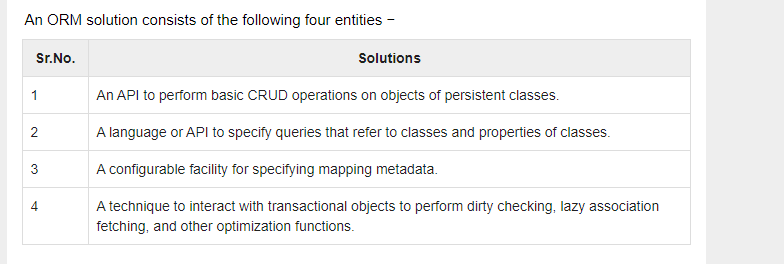 An ORM solution consists of the following four entities −
Sr.No. Solutions
1 An API to perform basic CRUD operations on objects of persistent classes.
2 A language or API to specify queries that refer to classes and properties of classes.
3 A configurable facility for specifying mapping metadata.
4 A technique to interact with transactional objects to perform dirty checking, lazy association
fetching, and other optimization functions.